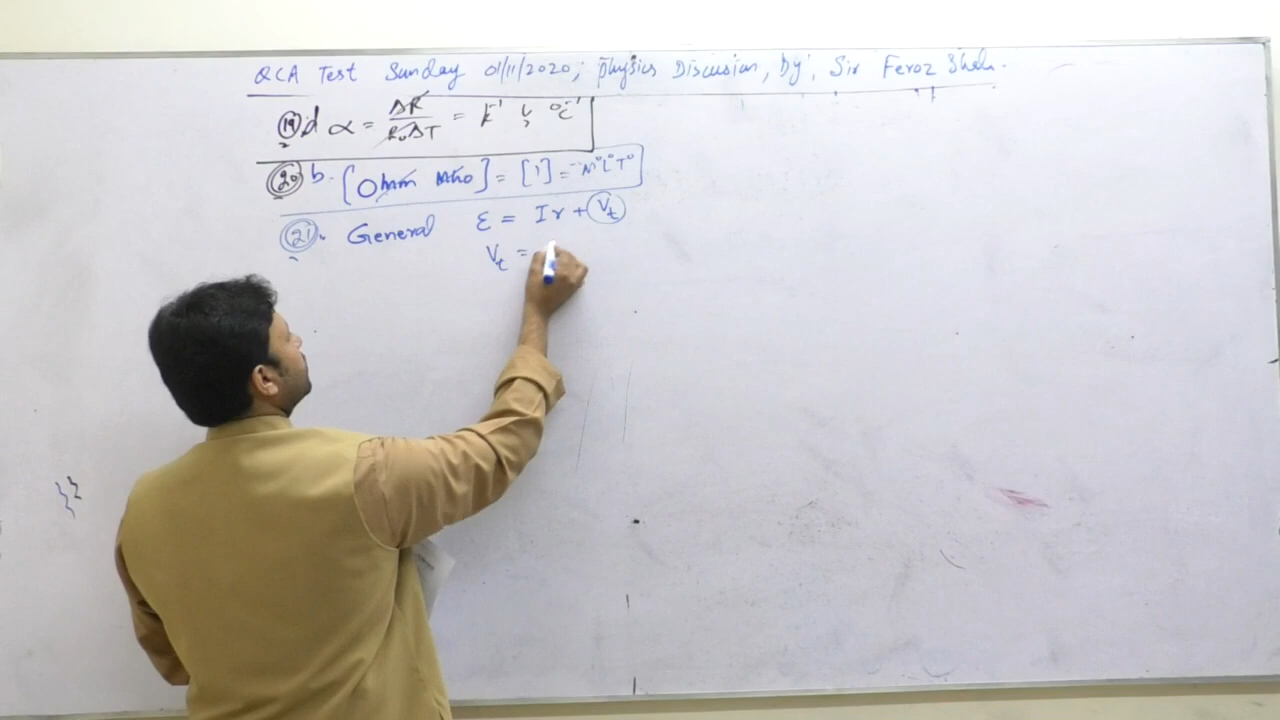 QCA Test Sunday 01/11/2020, Physics Discussion, by, Sir Feroz Shah.
19 d α = ΔR / R₀ΔT = k⁻¹, °C⁻¹
20 b. [Ohm Mho] = [1] = M⁰L⁰T⁰
21. General ε = Ir + Vt
Vt =